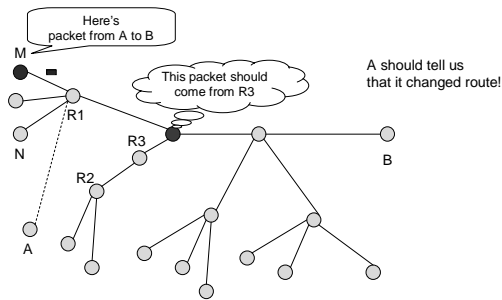 Here's
packet from A to B
M
This packet should
come from R3
A should tell us
that it changed route!
R1
N
R3
B
R2
A